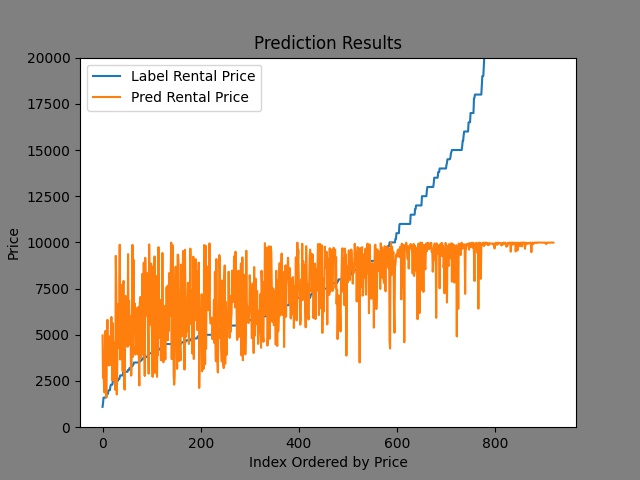 Prediction Results
Label Rental Price
Pred Rental Price
20000
17500
15000
12500
10000
7500
5000
2500
0
Price
0 200 400 600 800
Index Ordered by Price